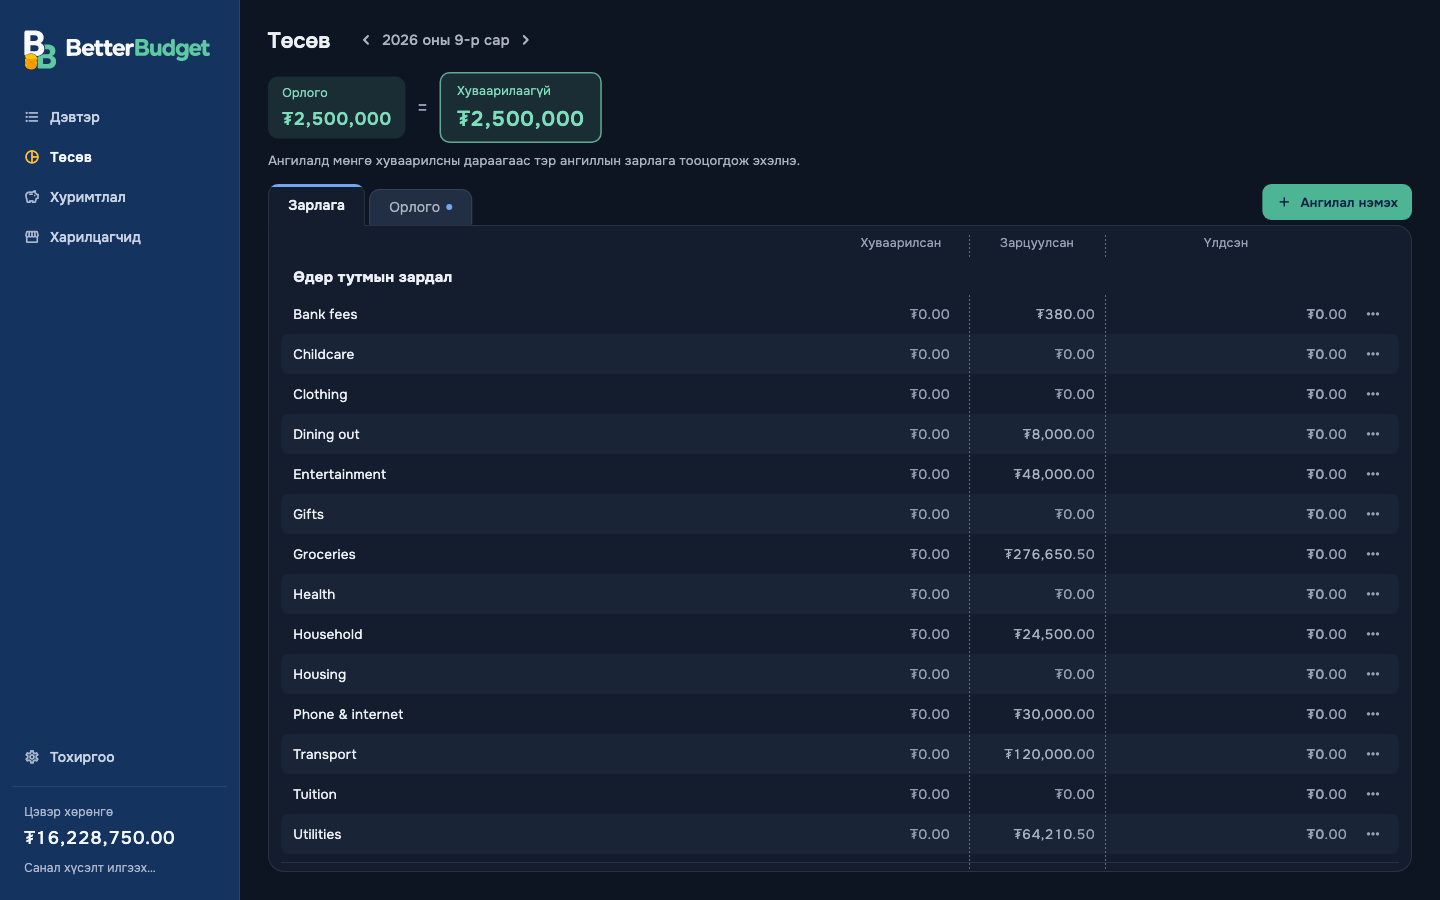 BetterBudget
Дэвтэр
Төсөв
Хуримтлал
Харилцагчид
Тохиргоо
Цэвэр хөрөнгө
₮16,228,750.00
Санал хүсэлт илгээх...
Төсөв
2026 оны 9-р сар
Орлого
₮2,500,000
=
Хуваарилаагүй
₮2,500,000
Ангилалд мөнгө хуваарилсны дараагаас тэр ангиллын зарлага тооцогдож эхэлнэ.
Зарлага
Орлого
+ Ангилал нэмэх
Хуваарилсан Зарцуулсан Үлдсэн
Өдөр тутмын зардал
Bank fees ₮0.00 ₮380.00 ₮0.00
Childcare ₮0.00 ₮0.00 ₮0.00
Clothing ₮0.00 ₮0.00 ₮0.00
Dining out ₮0.00 ₮8,000.00 ₮0.00
Entertainment ₮0.00 ₮48,000.00 ₮0.00
Gifts ₮0.00 ₮0.00 ₮0.00
Groceries ₮0.00 ₮276,650.50 ₮0.00
Health ₮0.00 ₮0.00 ₮0.00
Household ₮0.00 ₮24,500.00 ₮0.00
Housing ₮0.00 ₮0.00 ₮0.00
Phone & internet ₮0.00 ₮30,000.00 ₮0.00
Transport ₮0.00 ₮120,000.00 ₮0.00
Tuition ₮0.00 ₮0.00 ₮0.00
Utilities ₮0.00 ₮64,210.50 ₮0.00